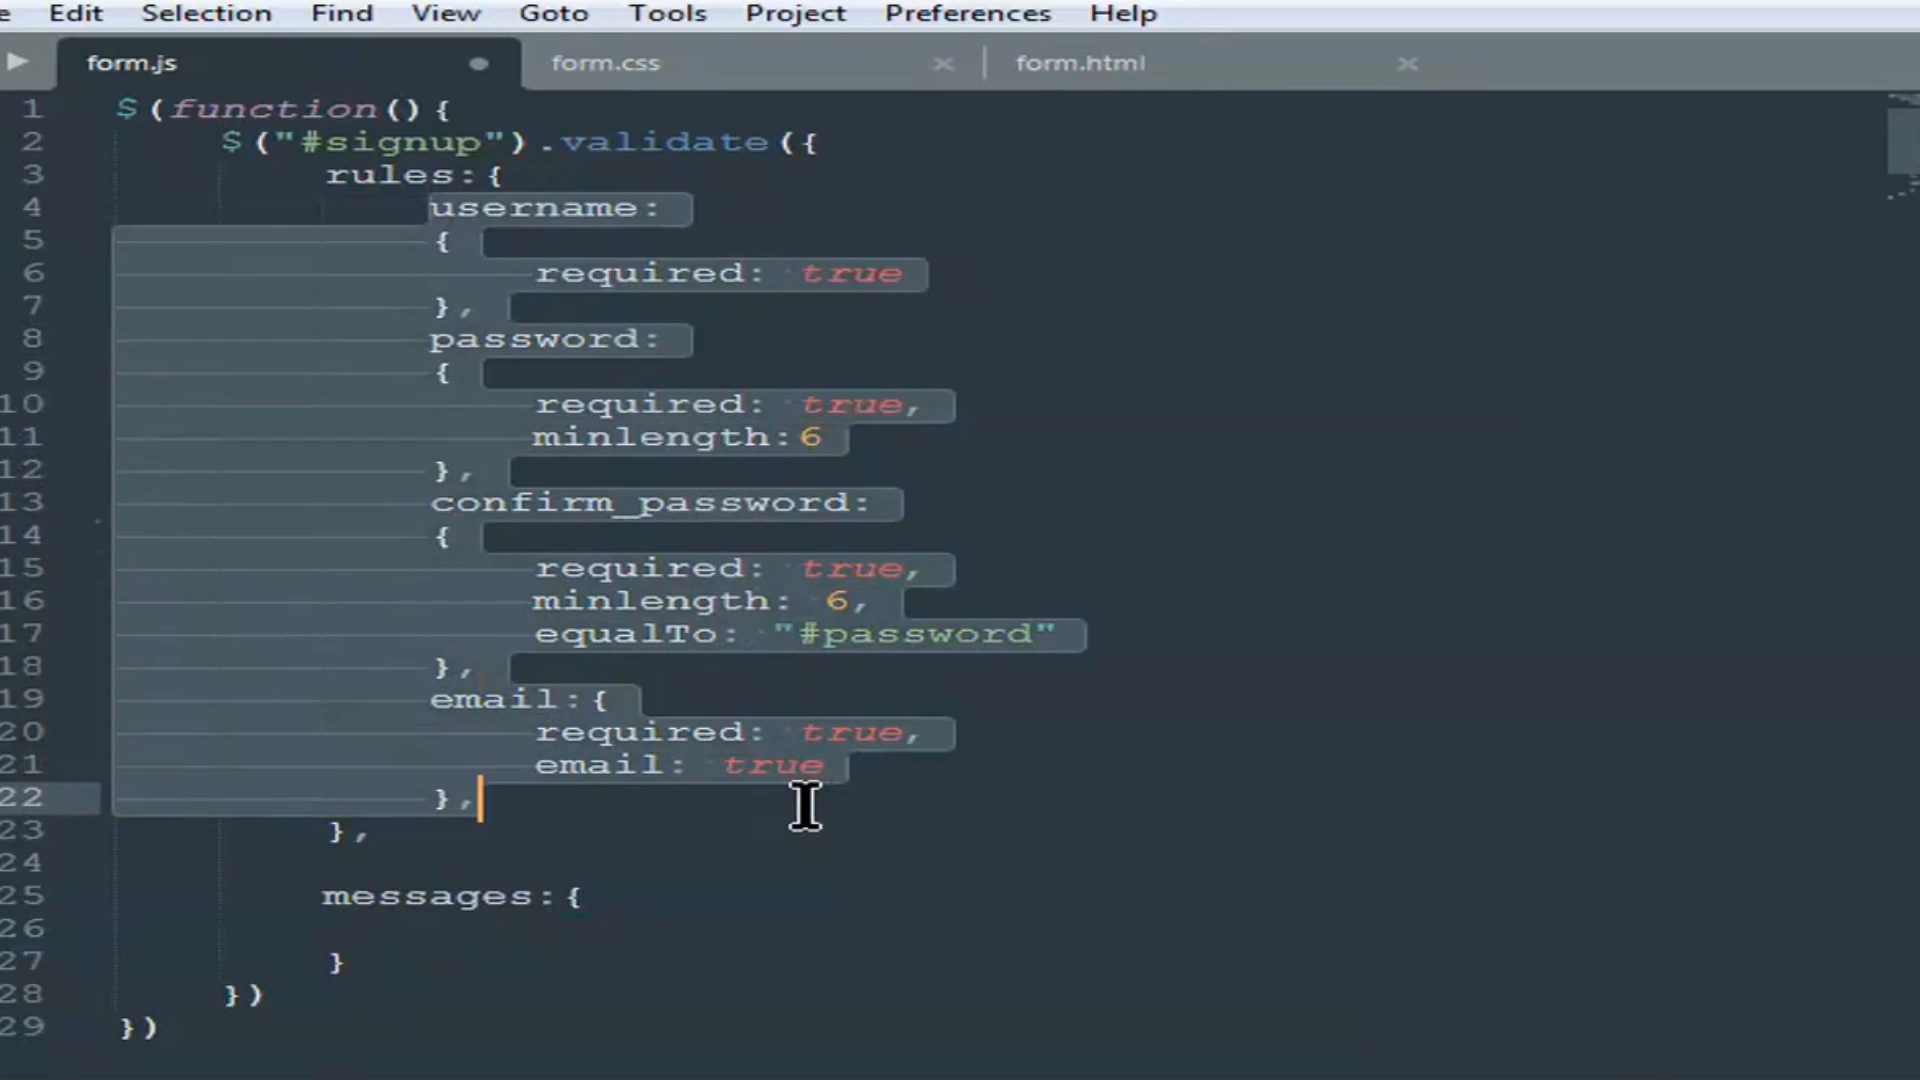 Edit Selection Find View Goto Tools Project Preferences Help
form.js form.css form.html
1 $(function(){
2 $("#signup").validate({
3 rules:{
4 username:
5 {
6 required: true
7 },
8 password:
9 {
10 required: true,
11 minlength:6
12 },
13 confirm_password:
14 {
15 required: true,
16 minlength: 6,
17 equalTo: "#password"
18 },
19 email:{
20 required: true,
21 email: true
22 },
23 },
24
25 messages:{
26
27 }
28 })
29 })